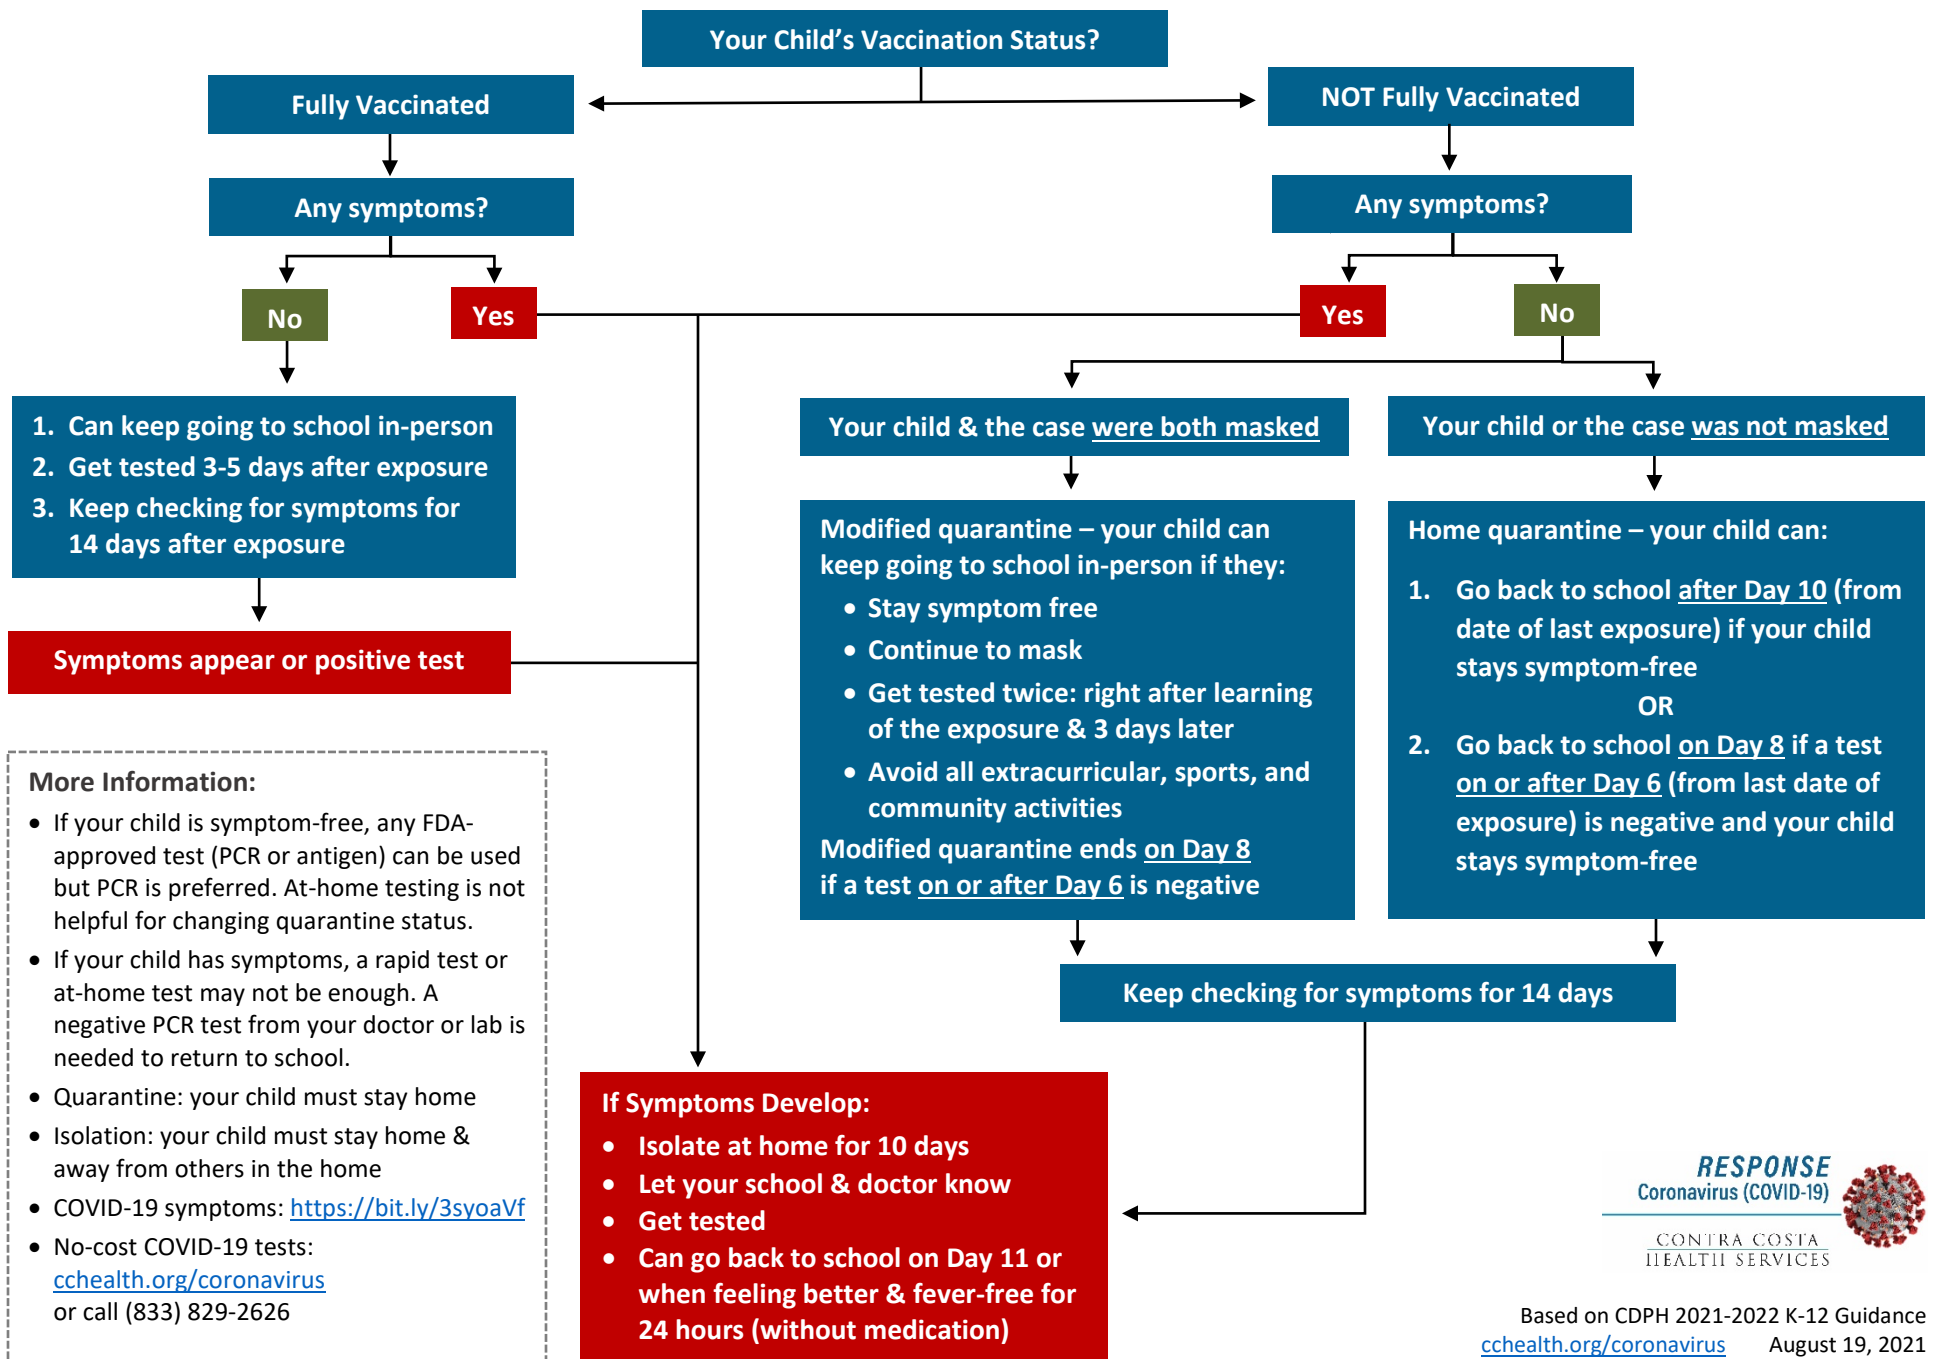 Your Child’s Vaccination Status?
Fully Vaccinated
NOT Fully Vaccinated
Any symptoms?
Any symptoms?
No
Yes
Yes
No
1. Can keep going to school in-person
2. Get tested 3-5 days after exposure
3. Keep checking for symptoms for
14 days after exposure
Symptoms appear or positive test
Your child & the case were both masked
Your child or the case was not masked
Modified quarantine – your child can
keep going to school in-person if they:
• Stay symptom free
• Continue to mask
• Get tested twice: right after learning
of the exposure & 3 days later
• Avoid all extracurricular, sports, and
community activities
Modified quarantine ends on Day 8
if a test on or after Day 6 is negative
Home quarantine – your child can:
1. Go back to school after Day 10 (from
date of last exposure) if your child
stays symptom-free
OR
2. Go back to school on Day 8 if a test
on or after Day 6 (from last date of
exposure) is negative and your child
stays symptom-free
Keep checking for symptoms for 14 days
More Information:
• If your child is symptom-free, any FDA-
approved test (PCR or antigen) can be used
but PCR is preferred. At-home testing is not
helpful for changing quarantine status.
• If your child has symptoms, a rapid test or
at-home test may not be enough. A
negative PCR test from your doctor or lab is
needed to return to school.
• Quarantine: your child must stay home
• Isolation: your child must stay home &
away from others in the home
• COVID-19 symptoms: https://bit.ly/3syoaVf
• No-cost COVID-19 tests:
cchealth.org/coronavirus
or call (833) 829-2626
If Symptoms Develop:
• Isolate at home for 10 days
• Let your school & doctor know
• Get tested
• Can go back to school on Day 11 or
when feeling better & fever-free for
24 hours (without medication)
RESPONSE
Coronavirus (COVID-19)
CONTRA COSTA
HEALTH SERVICES
Based on CDPH 2021-2022 K-12 Guidance
cchealth.org/coronavirus August 19, 2021